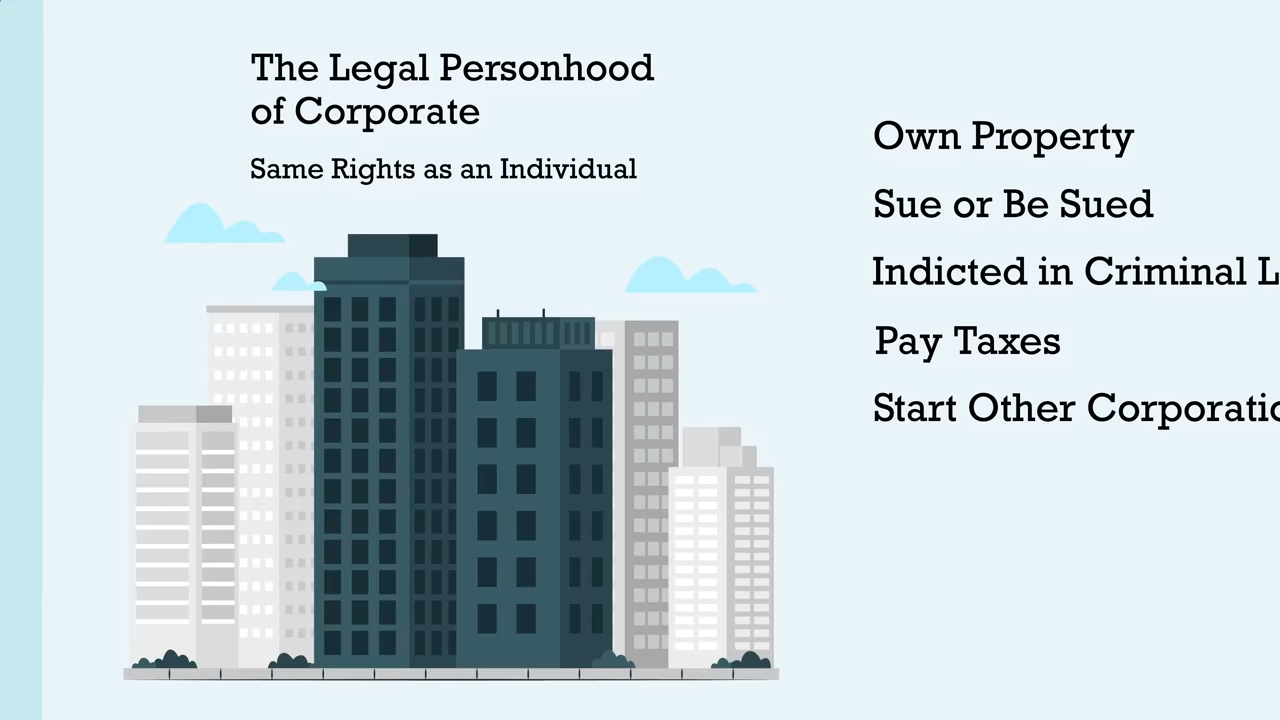 The Legal Personhood
of Corporate
Same Rights as an Individual
Own Property
Sue or Be Sued
Indicted in Criminal
Pay Taxes
Start Other